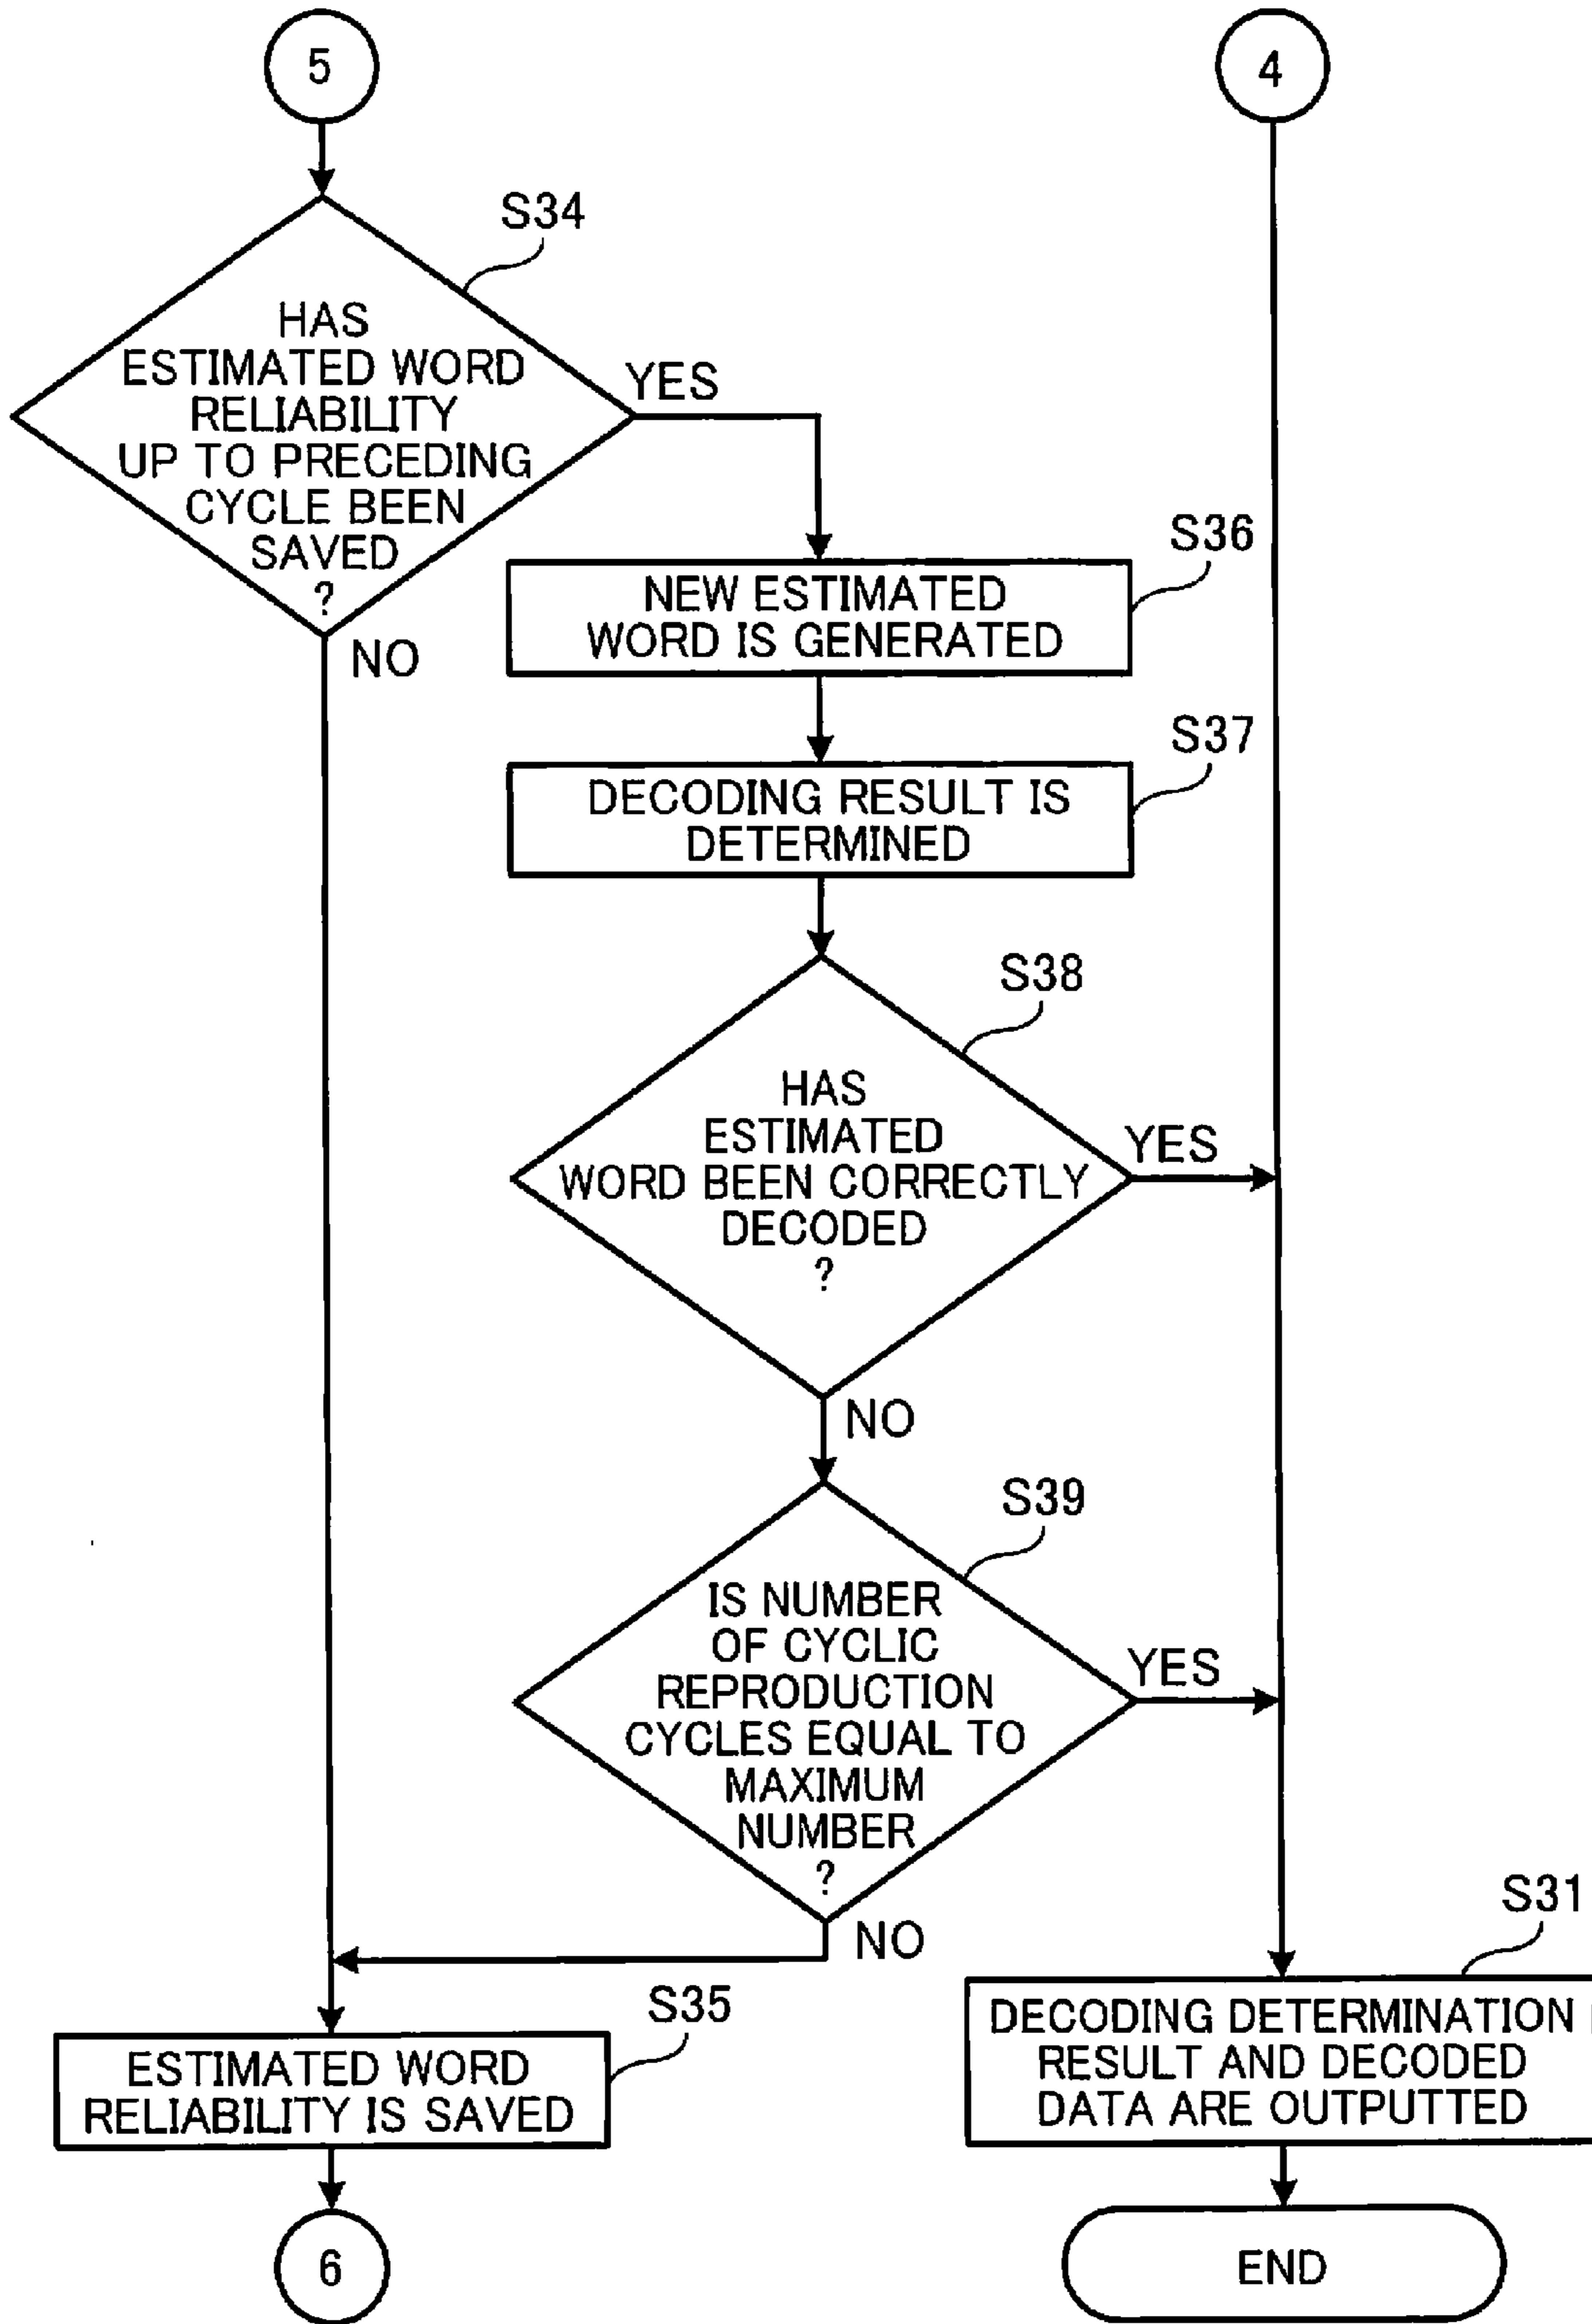 5
4
S34
HAS
ESTIMATED WORD
RELIABILITY
UP TO PRECEDING
CYCLE BEEN
SAVED
?
YES
NO
S36
NEW ESTIMATED
WORD IS GENERATED
S37
DECODING RESULT IS
DETERMINED
S38
HAS
ESTIMATED
WORD BEEN CORRECTLY
DECODED
?
YES
NO
S39
IS NUMBER
OF CYCLIC
REPRODUCTION
CYCLES EQUAL TO
MAXIMUM
NUMBER
?
YES
NO
S35
ESTIMATED WORD
RELIABILITY IS SAVED
6
S31
DECODING DETERMINATION
RESULT AND DECODED
DATA ARE OUTPUTTED
END